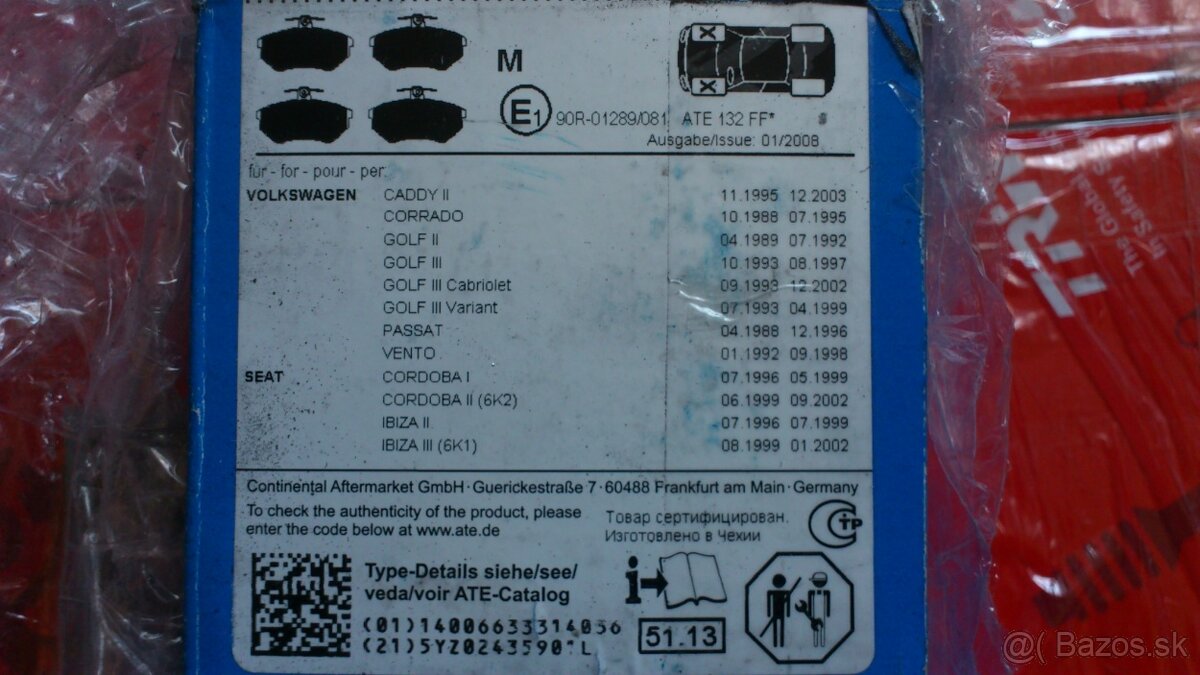 M
E1 90R-01289/081 ATE 132 FF*
Ausgabe/Issue: 01/2008
für - for - pour - per:
VOLKSWAGEN CADDY II 11.1995 12.2003
CORRADO 10.1988 07.1995
GOLF II 04.1989 07.1992
GOLF III 10.1993 08.1997
GOLF III Cabriolet 09.1993 12.2002
GOLF III Variant 07.1993 04.1999
PASSAT 04.1988 12.1996
VENTO 01.1992 09.1998
SEAT CORDOBA I 07.1996 05.1999
CORDOBA II (6K2) 06.1999 09.2002
IBIZA II 07.1996 07.1999
IBIZA III (6K1) 08.1999 01.2002
Continental Aftermarket GmbH · Guerickestraße 7 · 60488 Frankfurt am Main · Germany
To check the authenticity of the product, please
enter the code below at www.ate.de
Товар сертифицирован.
Изготовлено в Чехии
СТР
Type-Details siehe/see/
veda/voir ATE-Catalog
(01)14006633314056
(21)5YZ0243590*L
i
51.13
TRW
The Global
in Safety S
@( Bazos.sk